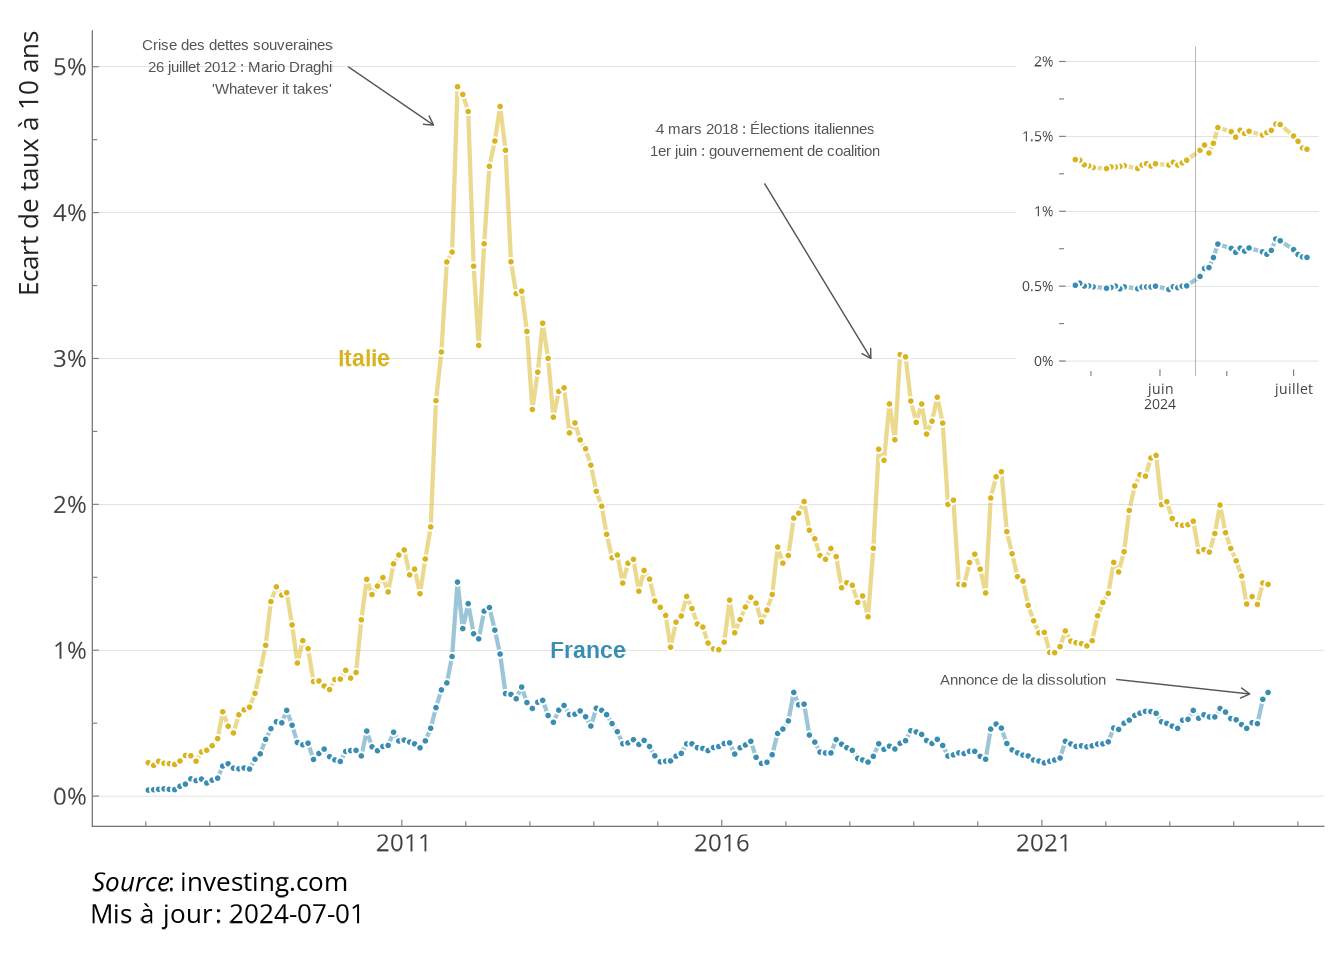 Ecart de taux à 10 ans
5%
4%
3%
2%
1%
0%
Crise des dettes souveraines
26 juillet 2012 : Mario Draghi
'Whatever it takes'
4 mars 2018 : Élections italiennes
1er juin : gouvernement de coalition
Italie
France
Annonce de la dissolution
2%
1.5%
1%
0.5%
0%
juin
2024
juillet
2011
2016
2021
Source: investing.com
Mis à jour : 2024-07-01